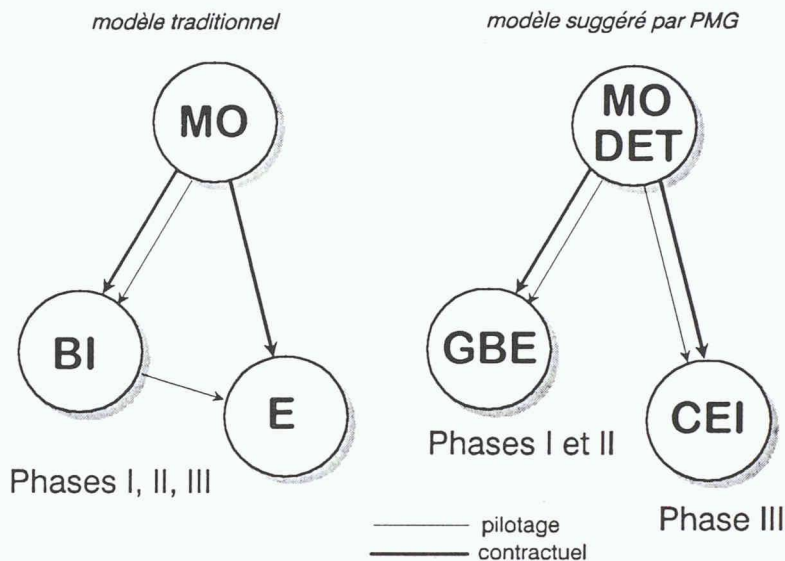 modèle traditionnel
MO
BI
E
Phases I, II, III
modèle suggéré par PMG
MO
DET
GBE
Phases I et II
CEI
Phase III
pilotage
contractuel